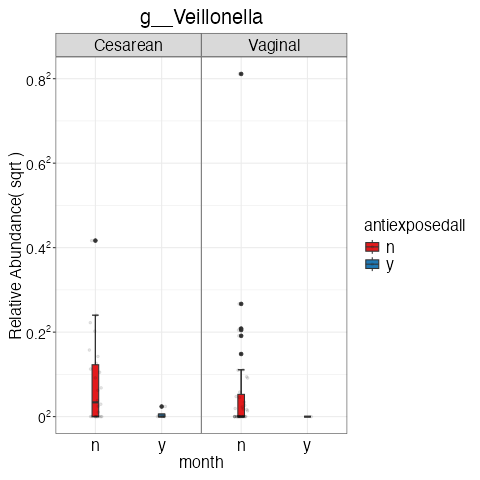 g__Veillonella
Cesarean
Vaginal
0.8²
0.6²
0.4²
0.2²
0²
Relative Abundance( sqrt )
n
y
n
y
month
antiexposedall
n
y